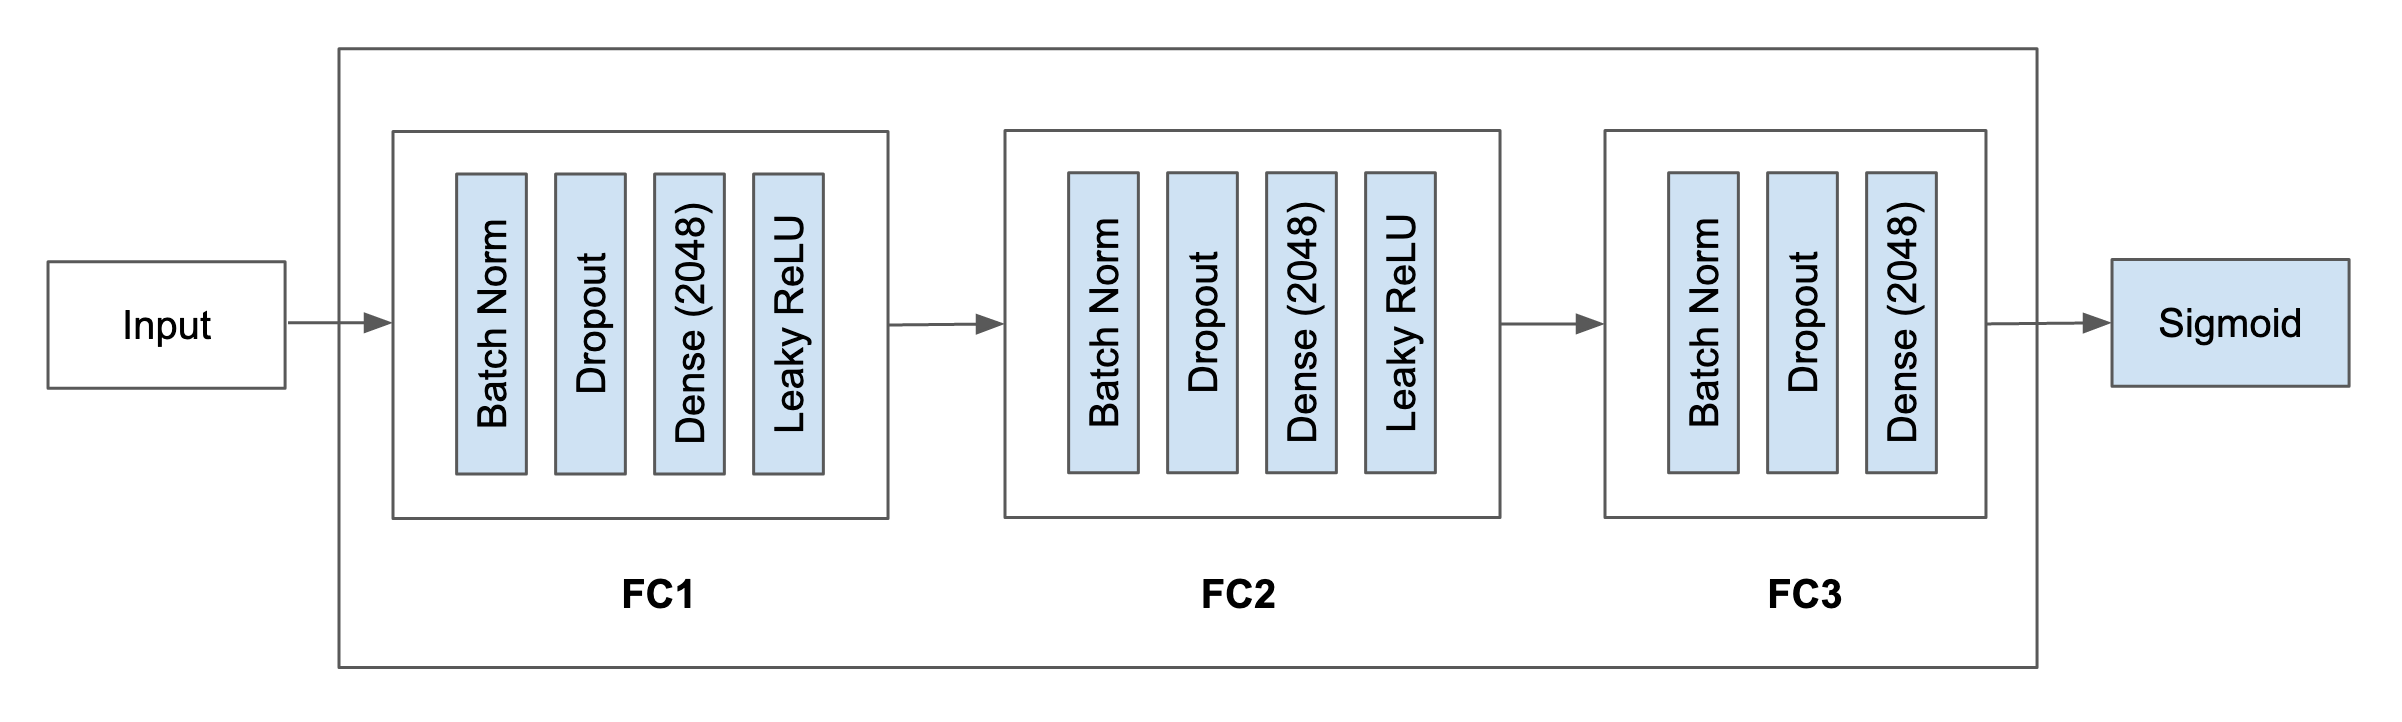 Input
Batch Norm
Dropout
Dense (2048)
Leaky ReLU
FC1
Batch Norm
Dropout
Dense (2048)
Leaky ReLU
FC2
Batch Norm
Dropout
Dense (2048)
FC3
Sigmoid